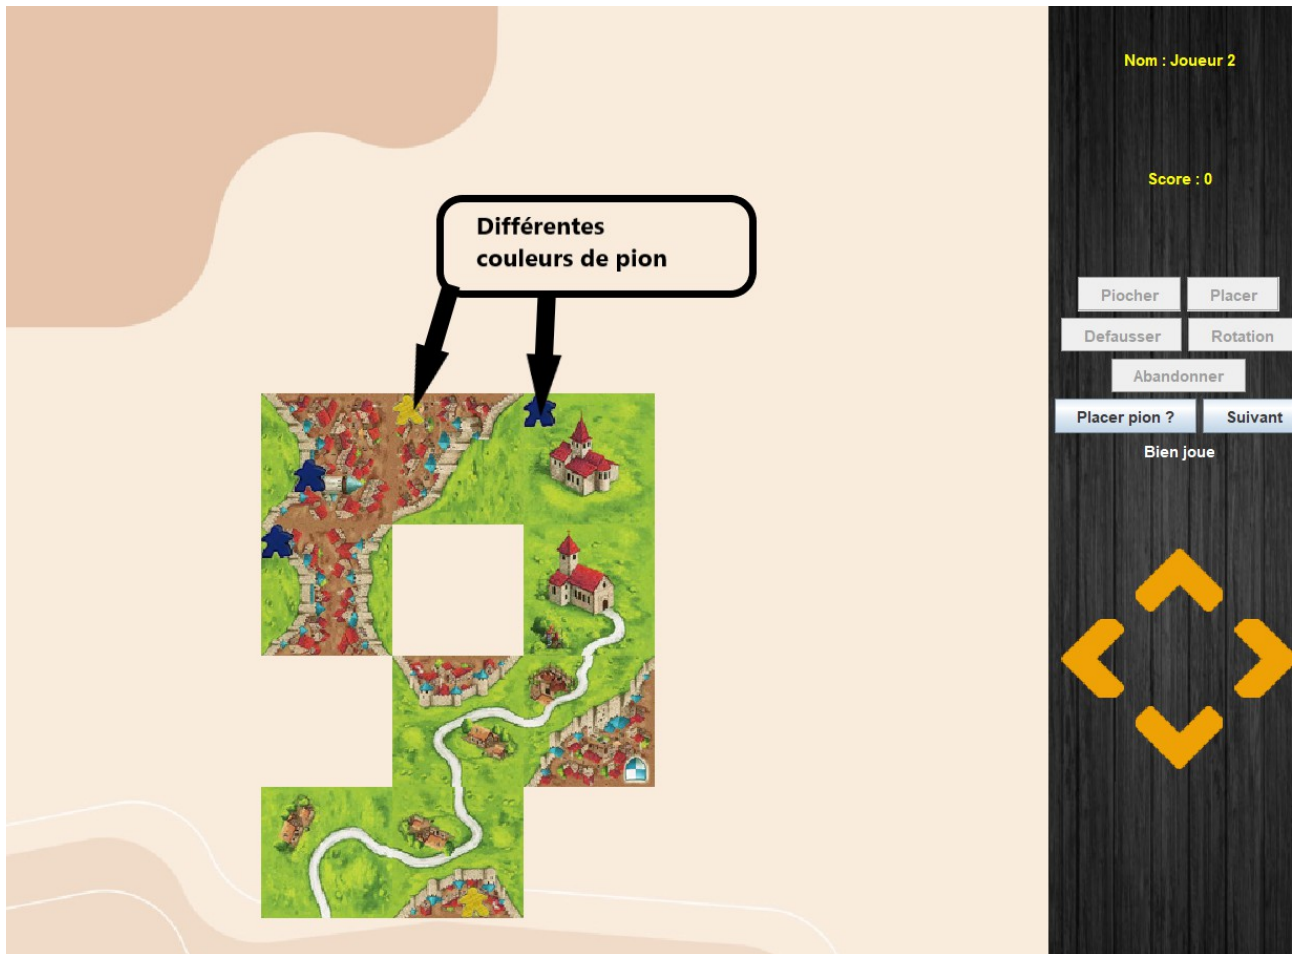 Nom : Joueur 2
Score : 0
Différentes
couleurs de pion
Piocher
Placer
Defausser
Rotation
Abandonner
Placer pion ?
Suivant
Bien joue